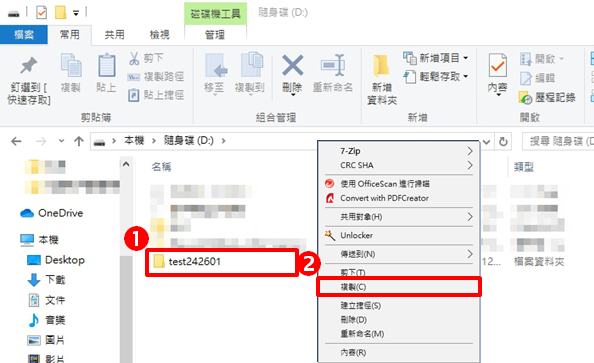 磁碟機工具 隨身碟 (D:)
檔案 常用 共用 檢視 管理
釘選到 [
快速存取]
複製
貼上
剪下
複製路徑
貼上捷徑
剪貼簿
移至
複製到
刪除
重新命名
組合管理
新增
資料夾
新增項目
輕鬆存取
新增
內容
開啟
編輯
歷程記錄
開啟
本機 > 隨身碟 (D:)
搜尋 隨身碟 (D:)
名稱
類型
OneDrive
本機
Desktop
下載
文件
音樂
圖片
影片
1
test242601
12...
檔案資料夾
2
7-Zip
CRC SHA
使用 OfficeScan 進行掃瞄
Convert with PDFCreator
共用對象(H)
Unlocker
傳送到(N)
剪下(T)
複製(C)
建立捷徑(S)
刪除(D)
重新命名(M)
內容(R)